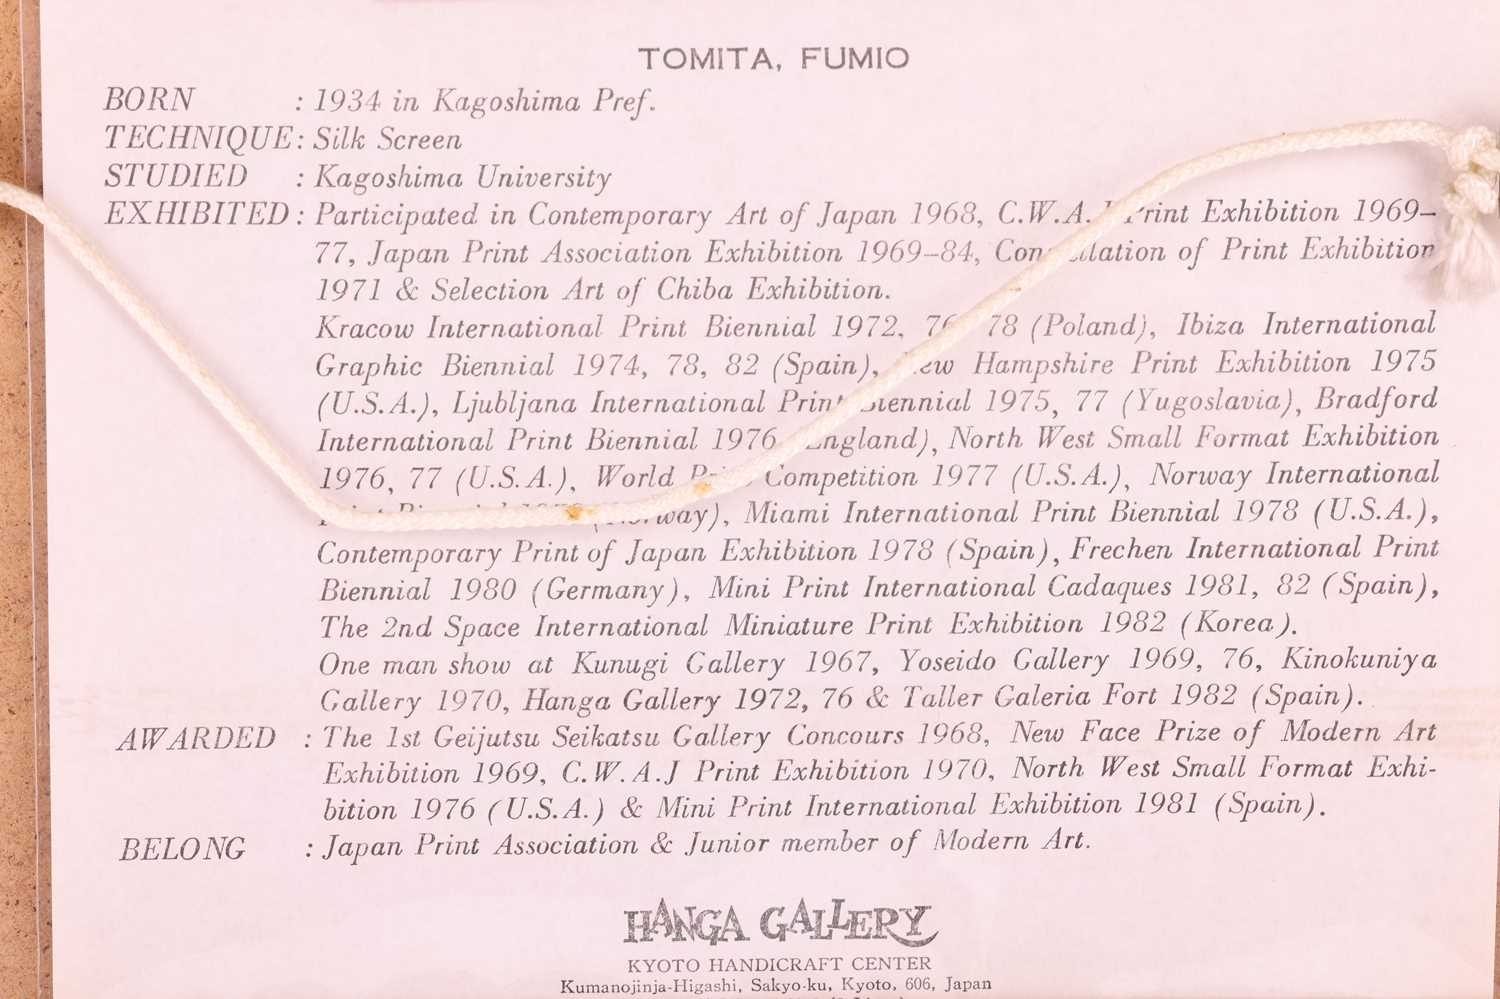 TOMITA, FUMIO
BORN : 1934 in Kagoshima Pref.
TECHNIQUE : Silk Screen
STUDIED : Kagoshima University
EXHIBITED : Participated in Contemporary Art of Japan 1968, C.W.A.J Print Exhibition 1969–
77, Japan Print Association Exhibition 1969–84, of Print Exhibition
1971 & Selection Art of Chiba Exhibition.
Kracow International Print Biennial 1972, 76, 78 (Poland), Ibiza International
Graphic Biennial 1974, 78, 82 (Spain), New Hampshire Print Exhibition 1975
(U.S.A.), Ljubljana International Print Biennial 1975, 77 (Yugoslavia), Bradford
International Print Biennial 1976 (England), North West Small Format Exhibition
1976, 77 (U.S.A.), World Print Competition 1977 (U.S.A.), Norway International
Print Biennial (Norway), Miami International Print Biennial 1978 (U.S.A.),
Contemporary Print of Japan Exhibition 1978 (Spain), Frechen International Print
Biennial 1980 (Germany), Mini Print International Cadaques 1981, 82 (Spain),
The 2nd Space International Miniature Print Exhibition 1982 (Korea).
One man show at Kunugi Gallery 1967, Yoseido Gallery 1969, 76, Kinokuniya
Gallery 1970, Hanga Gallery 1972, 76 & Taller Galeria Fort 1982 (Spain).
AWARDED : The 1st Geijutsu Seikatsu Gallery Concours 1968, New Face Prize of Modern Art
Exhibition 1969, C.W.A.J Print Exhibition 1970, North West Small Format Exhi-
bition 1976 (U.S.A.) & Mini Print International Exhibition 1981 (Spain).
BELONG : Japan Print Association & Junior member of Modern Art.
HANGA GALLERY
KYOTO HANDICRAFT CENTER
Kumanojinja-Higashi, Sakyo-ku, Kyoto, 606, Japan